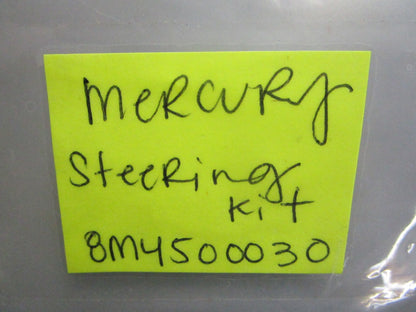 MERCURY
Steering
Kit
8M4500030